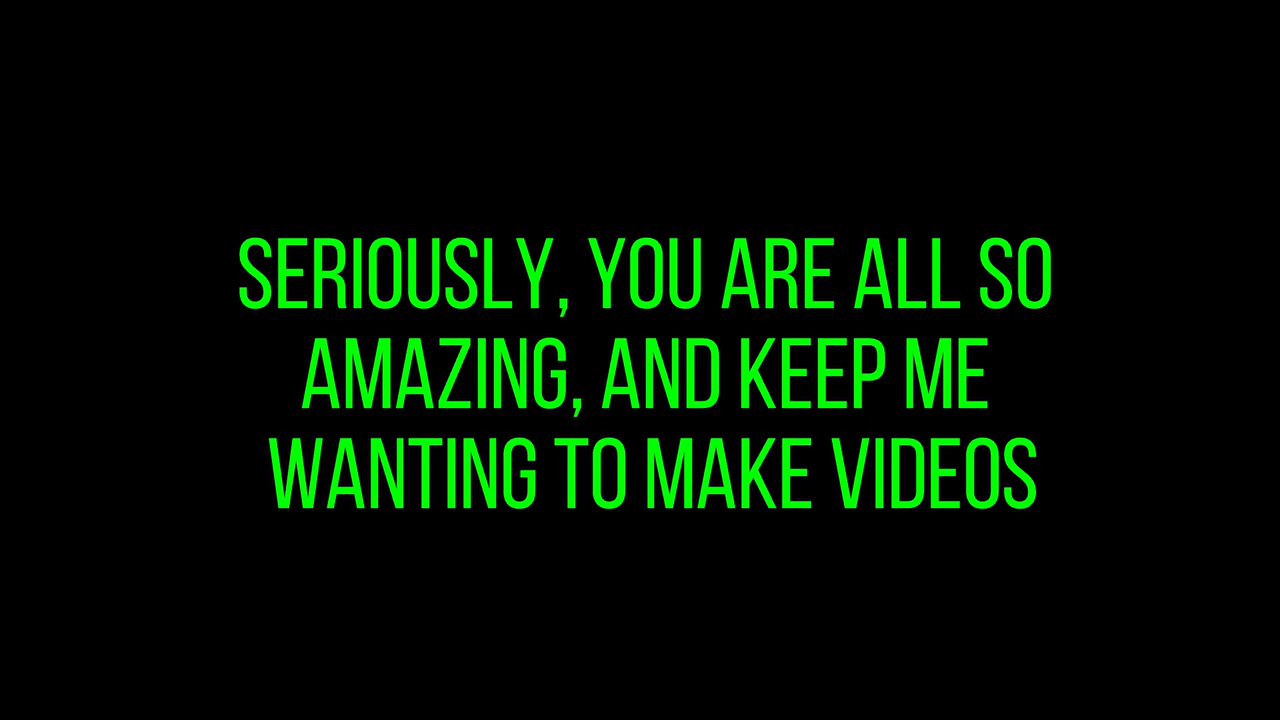 SERIOUSLY, YOU ARE ALL SO
AMAZING, AND KEEP ME
WANTING TO MAKE VIDEOS